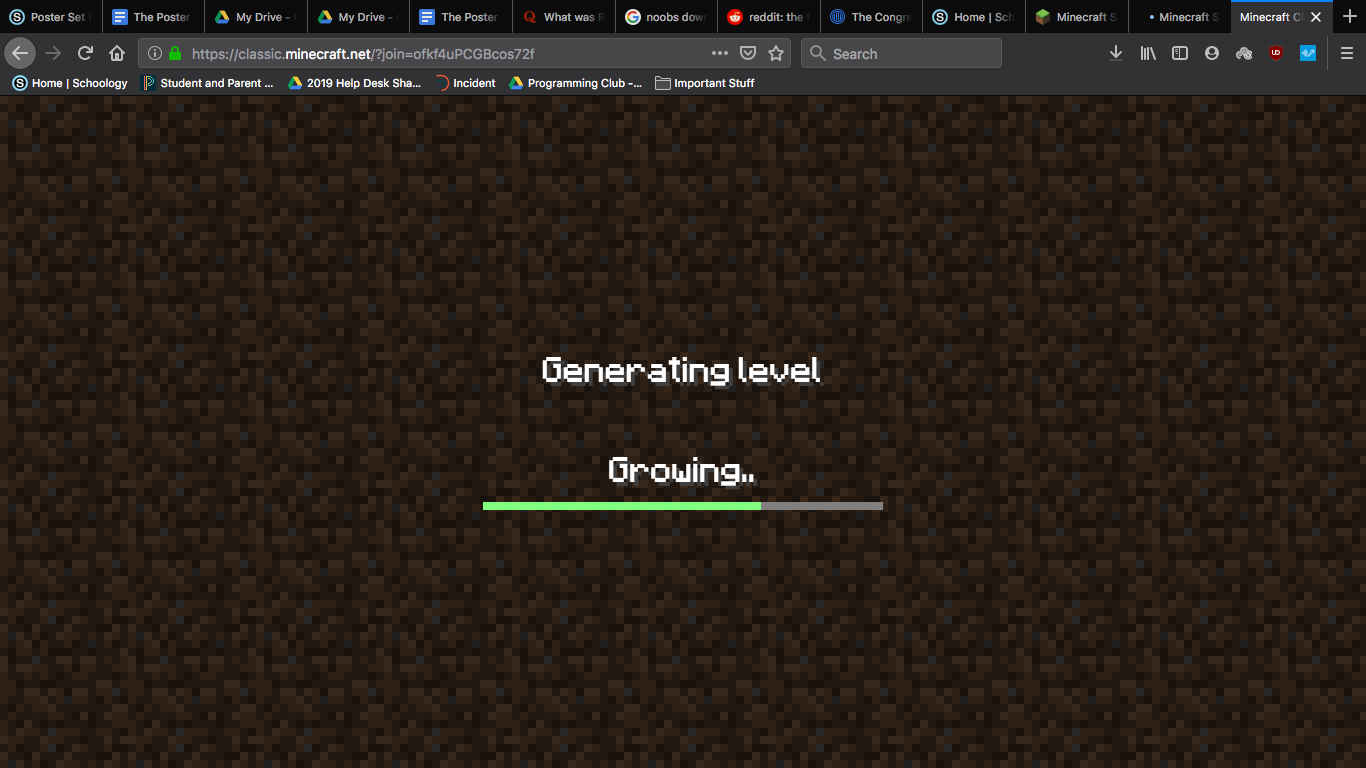 Poster Set The Poster My Drive - My Drive - The Poster What was noobs dow reddit: the The Congre Home | Sch Minecraft S Minecraft S Minecraft Cl
https://classic.minecraft.net/?join=ofkf4uPCGBcos72f Search
Home | Schoology Student and Parent ... 2019 Help Desk Sha... Incident Programming Club -... Important Stuff
Generating level
Growing..